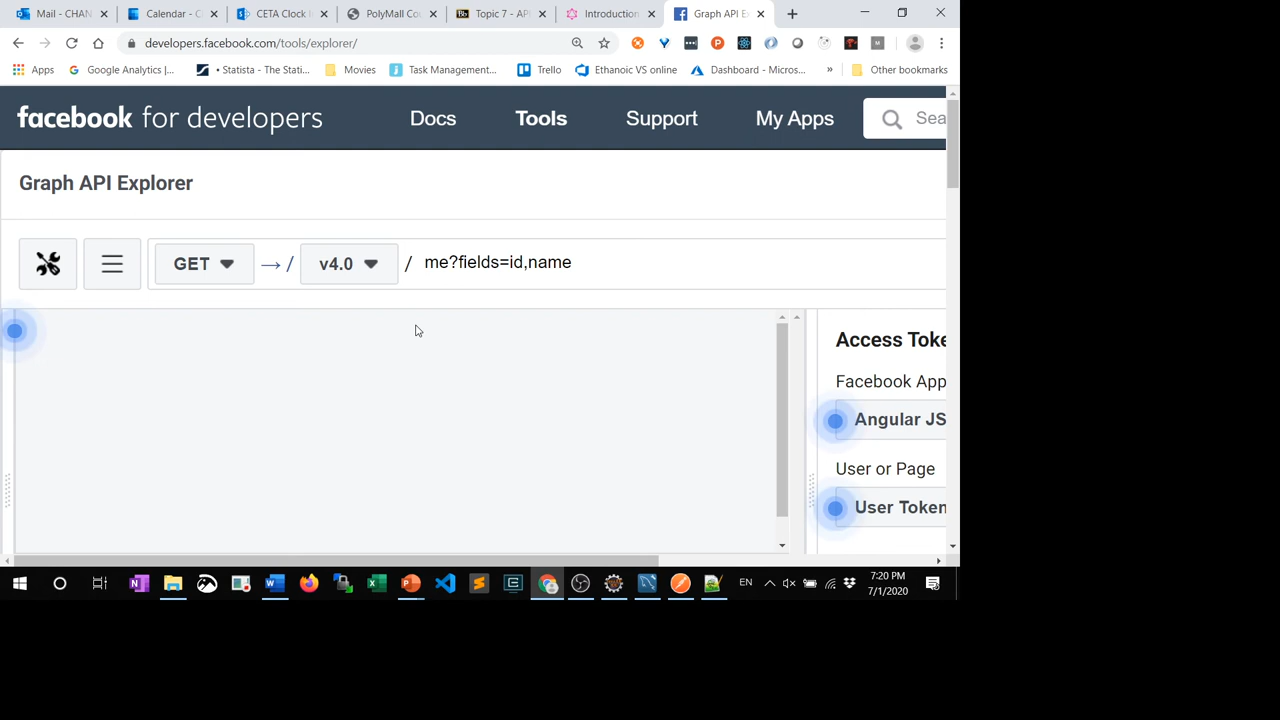 Mail - CHAN
Calendar - C
CETA Clock I
PolyMall Cou
Topic 7 - AP
Introduction
Graph API E
developers.facebook.com/tools/explorer/
Apps
Google Analytics |...
• Statista - The Stati...
Movies
Task Management...
Trello
Ethanoic VS online
Dashboard - Micros...
»
Other bookmarks
facebook for developers
Docs
Tools
Support
My Apps
Sea
Graph API Explorer
GET
→ /
v4.0
/
me?fields=id,name
Access Toke
Facebook App
Angular JS
User or Page
User Token
EN
7:20 PM
7/1/2020